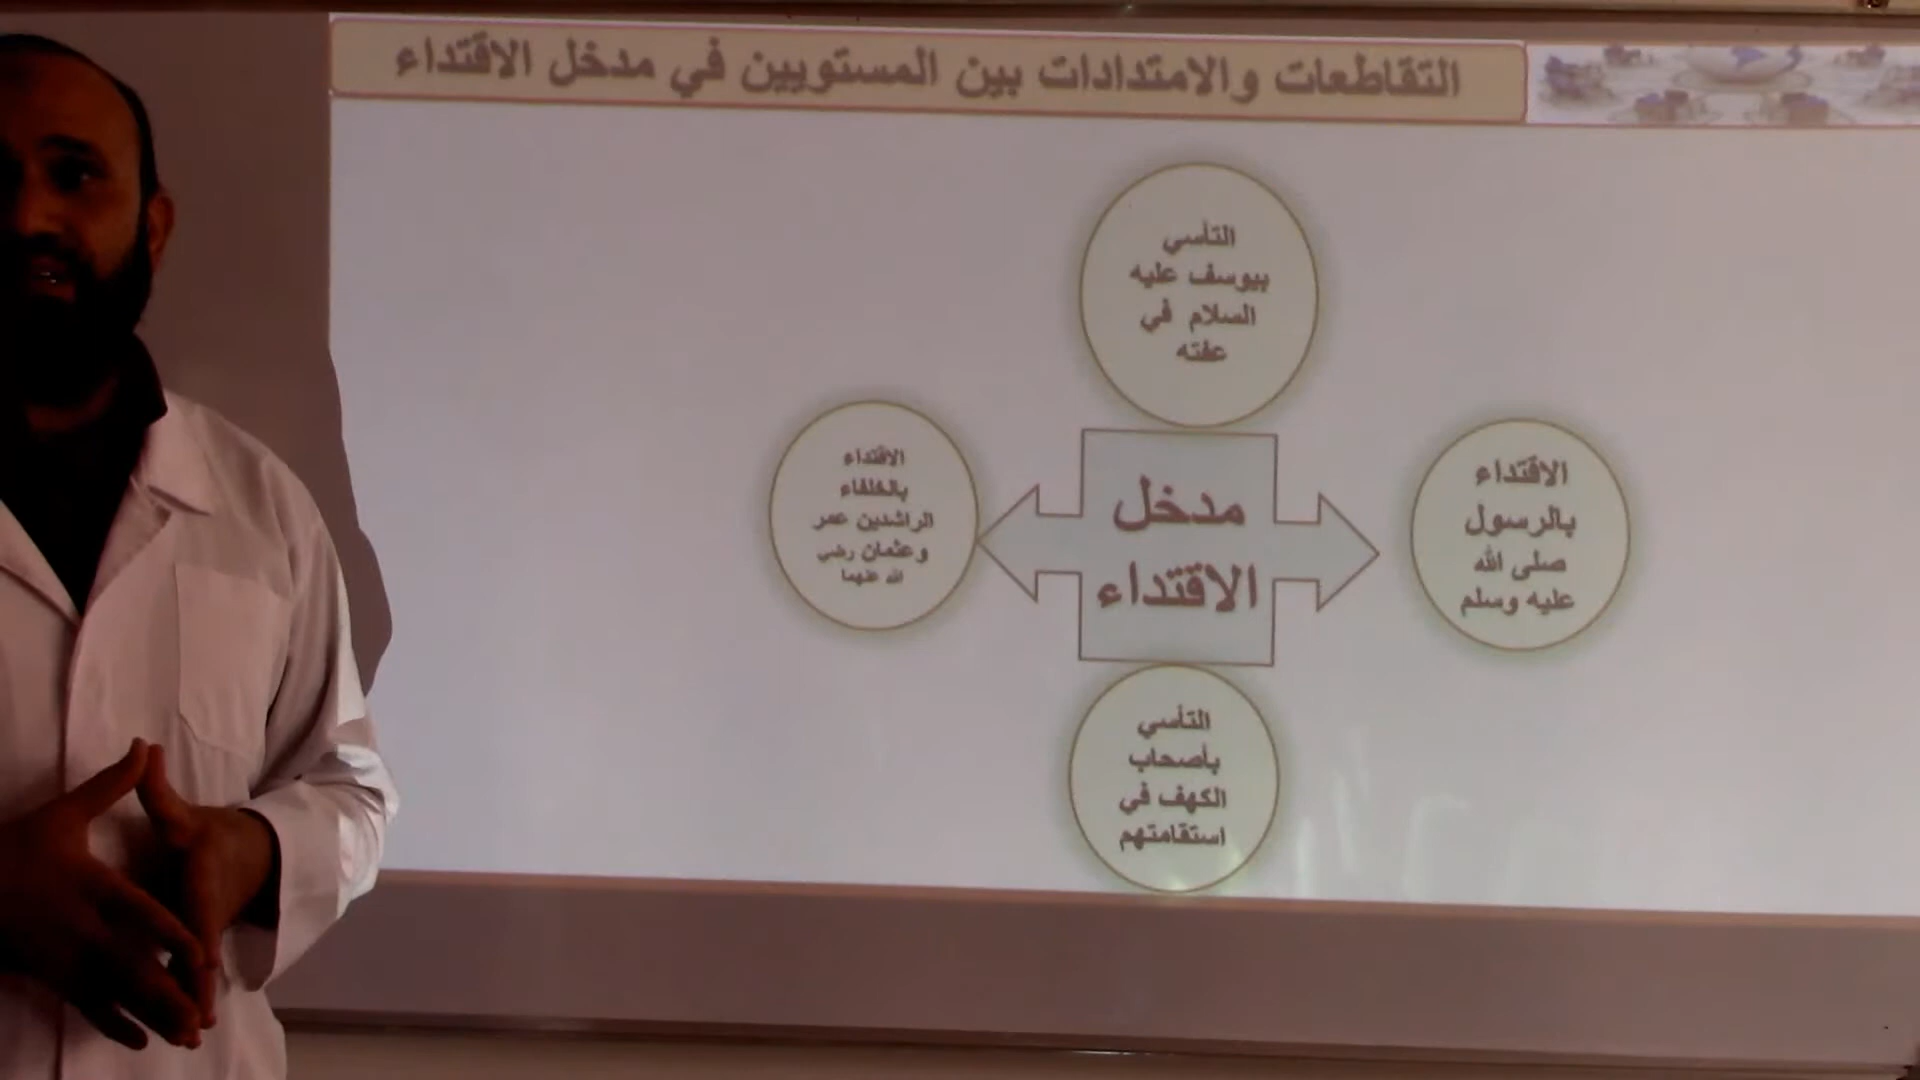 التقاطعات والامتدادات بين المستويين في مدخل الاقتداء
التأسي
بيوسف عليه
السلام في
عفته
الاقتداء
بالرسول
صلى الله
عليه وسلم
مدخل
الاقتداء
الاقتداء
بالخلفاء
الراشدين عمر
وعثمان رضي
الله عنهما
التأسي
بأصحاب
الكهف في
استقامتهم